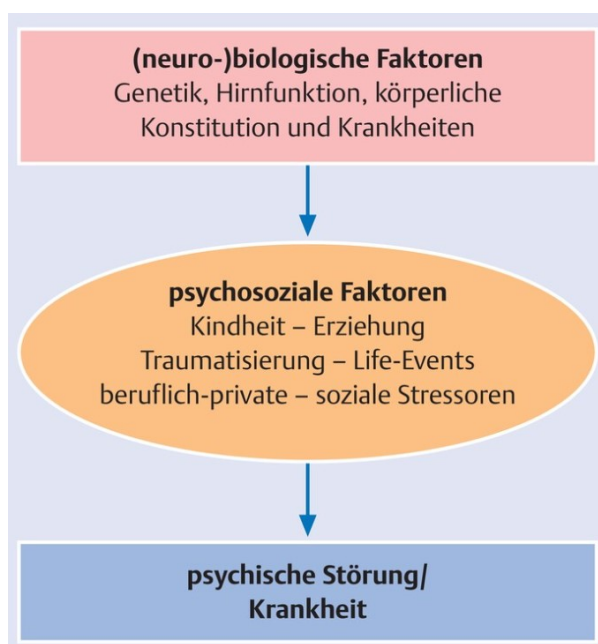 (neuro-)biologische Faktoren
Genetik, Hirnfunktion, körperliche
Konstitution und Krankheiten
psychosoziale Faktoren
Kindheit – Erziehung
Traumatisierung – Life-Events
beruflich-private – soziale Stressoren
psychische Störung/
Krankheit